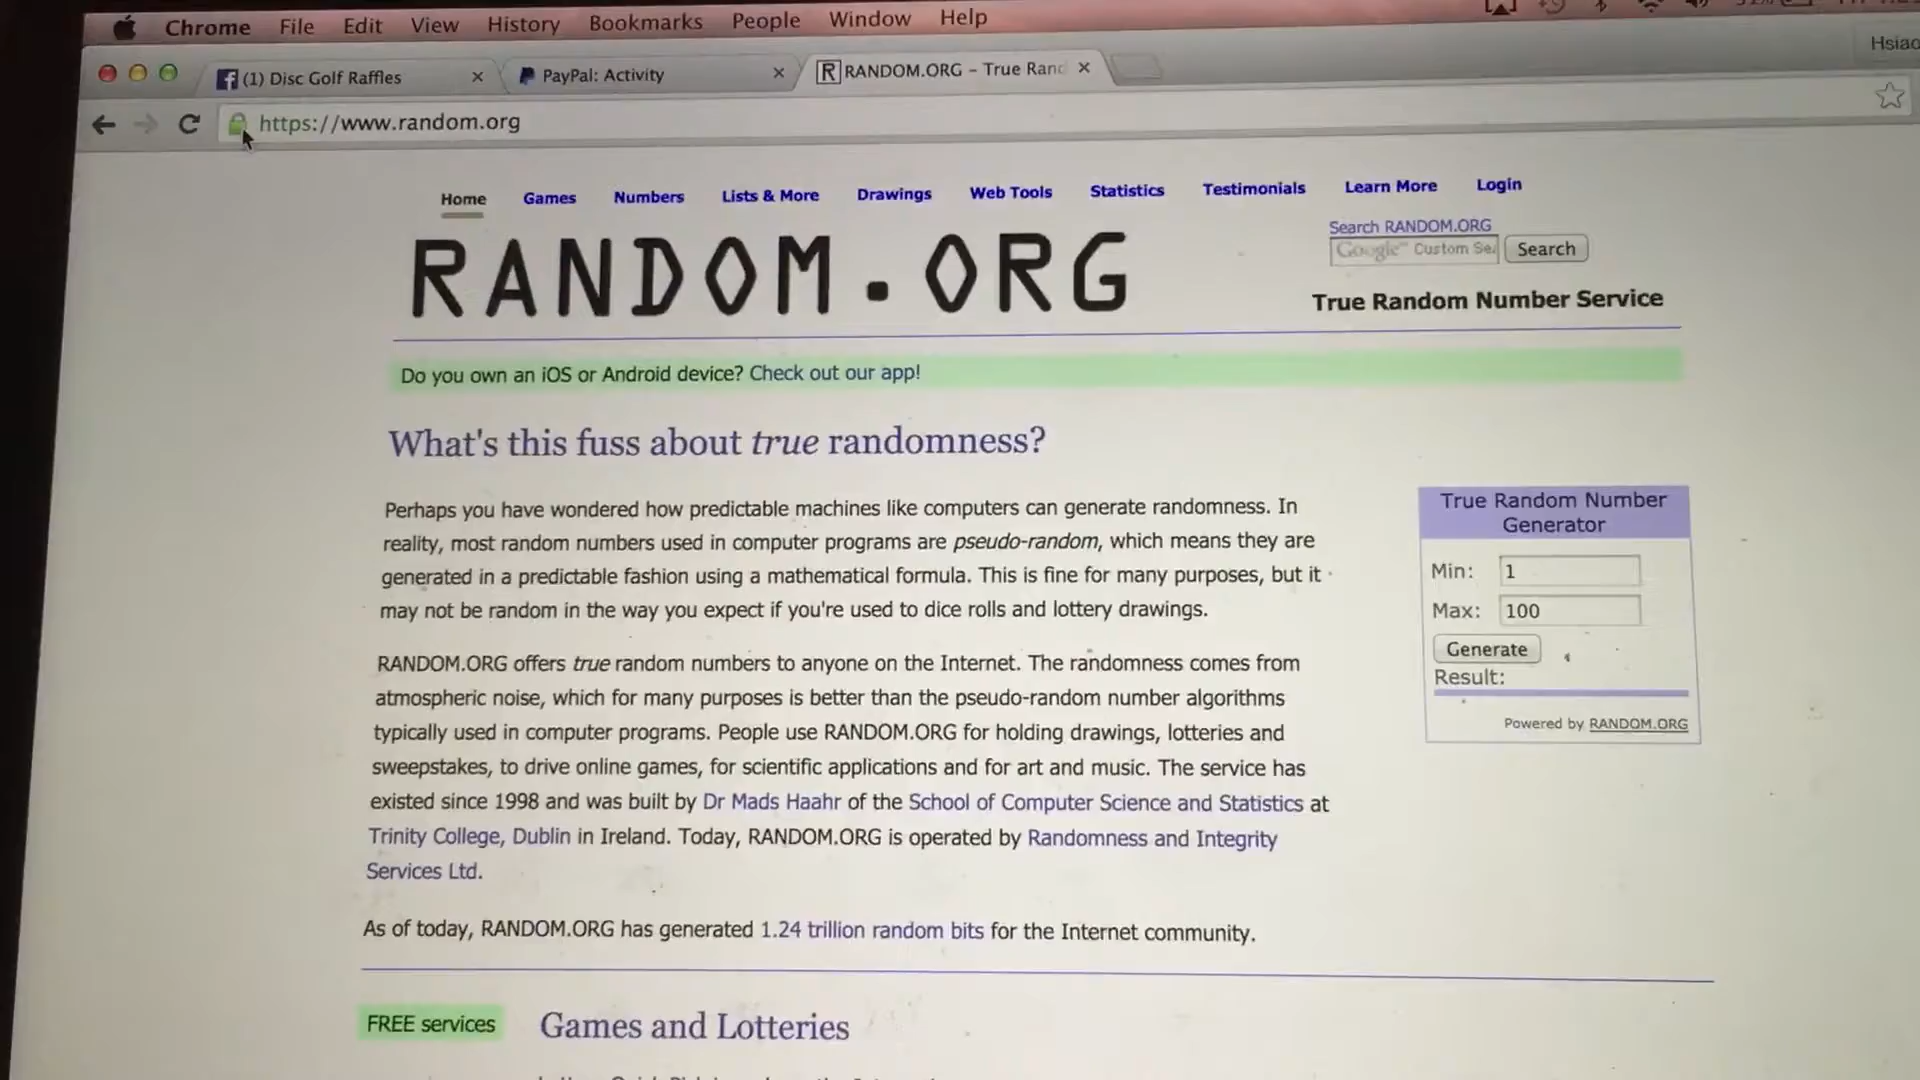 Chrome File Edit View History Bookmarks People Window Help
Hsiao
(1) Disc Golf Raffles
PayPal: Activity
RANDOM.ORG - True Rand
https://www.random.org
Home Games Numbers Lists & More Drawings Web Tools Statistics Testimonials Learn More Login
Search RANDOM.ORG
Google™ Custom Sea
Search
RANDOM.ORG
True Random Number Service
Do you own an iOS or Android device? Check out our app!
What's this fuss about true randomness?
Perhaps you have wondered how predictable machines like computers can generate randomness. In
reality, most random numbers used in computer programs are pseudo-random, which means they are
generated in a predictable fashion using a mathematical formula. This is fine for many purposes, but it
may not be random in the way you expect if you're used to dice rolls and lottery drawings.
RANDOM.ORG offers true random numbers to anyone on the Internet. The randomness comes from
atmospheric noise, which for many purposes is better than the pseudo-random number algorithms
typically used in computer programs. People use RANDOM.ORG for holding drawings, lotteries and
sweepstakes, to drive online games, for scientific applications and for art and music. The service has
existed since 1998 and was built by Dr Mads Haahr of the School of Computer Science and Statistics at
Trinity College, Dublin in Ireland. Today, RANDOM.ORG is operated by Randomness and Integrity
Services Ltd.
As of today, RANDOM.ORG has generated 1.24 trillion random bits for the Internet community.
True Random Number
Generator
Min: 1
Max: 100
Generate
Result:
Powered by RANDOM.ORG
FREE services
Games and Lotteries